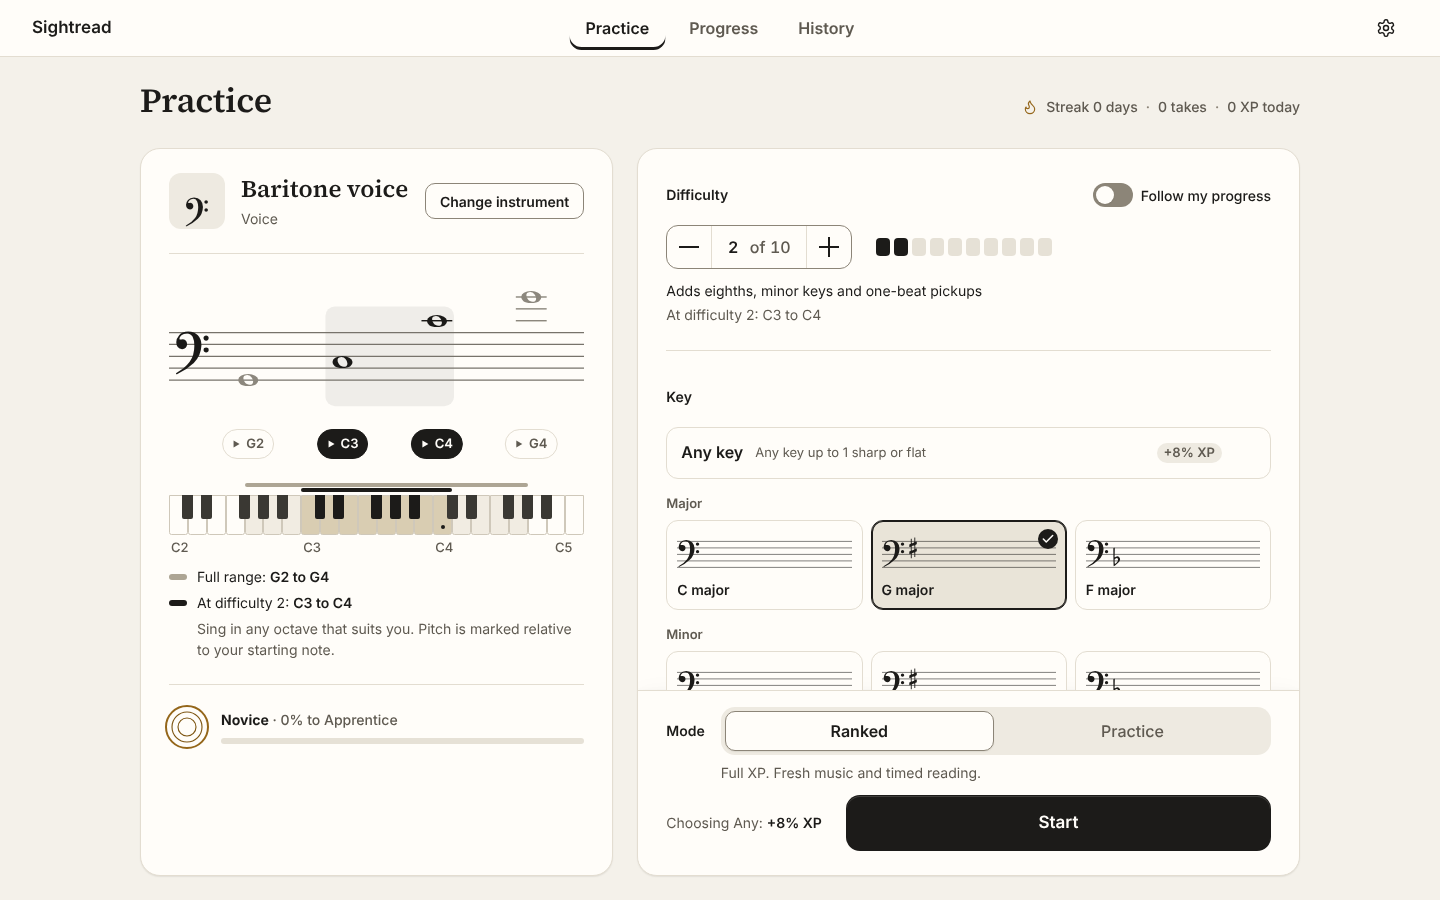 Sightread
Practice
Progress
History
Practice
Streak 0 days · 0 takes · 0 XP today
Baritone voice
Voice
Change instrument
G2
C3
C4
G4
C2
C3
C4
C5
Full range: G2 to G4
At difficulty 2: C3 to C4
Sing in any octave that suits you. Pitch is marked relative
to your starting note.
Novice · 0% to Apprentice
Difficulty
Follow my progress
2 of 10
Adds eighths, minor keys and one-beat pickups
At difficulty 2: C3 to C4
Key
Any key Any key up to 1 sharp or flat
+8% XP
Major
C major
G major
F major
Minor
Mode
Ranked
Practice
Full XP. Fresh music and timed reading.
Choosing Any: +8% XP
Start